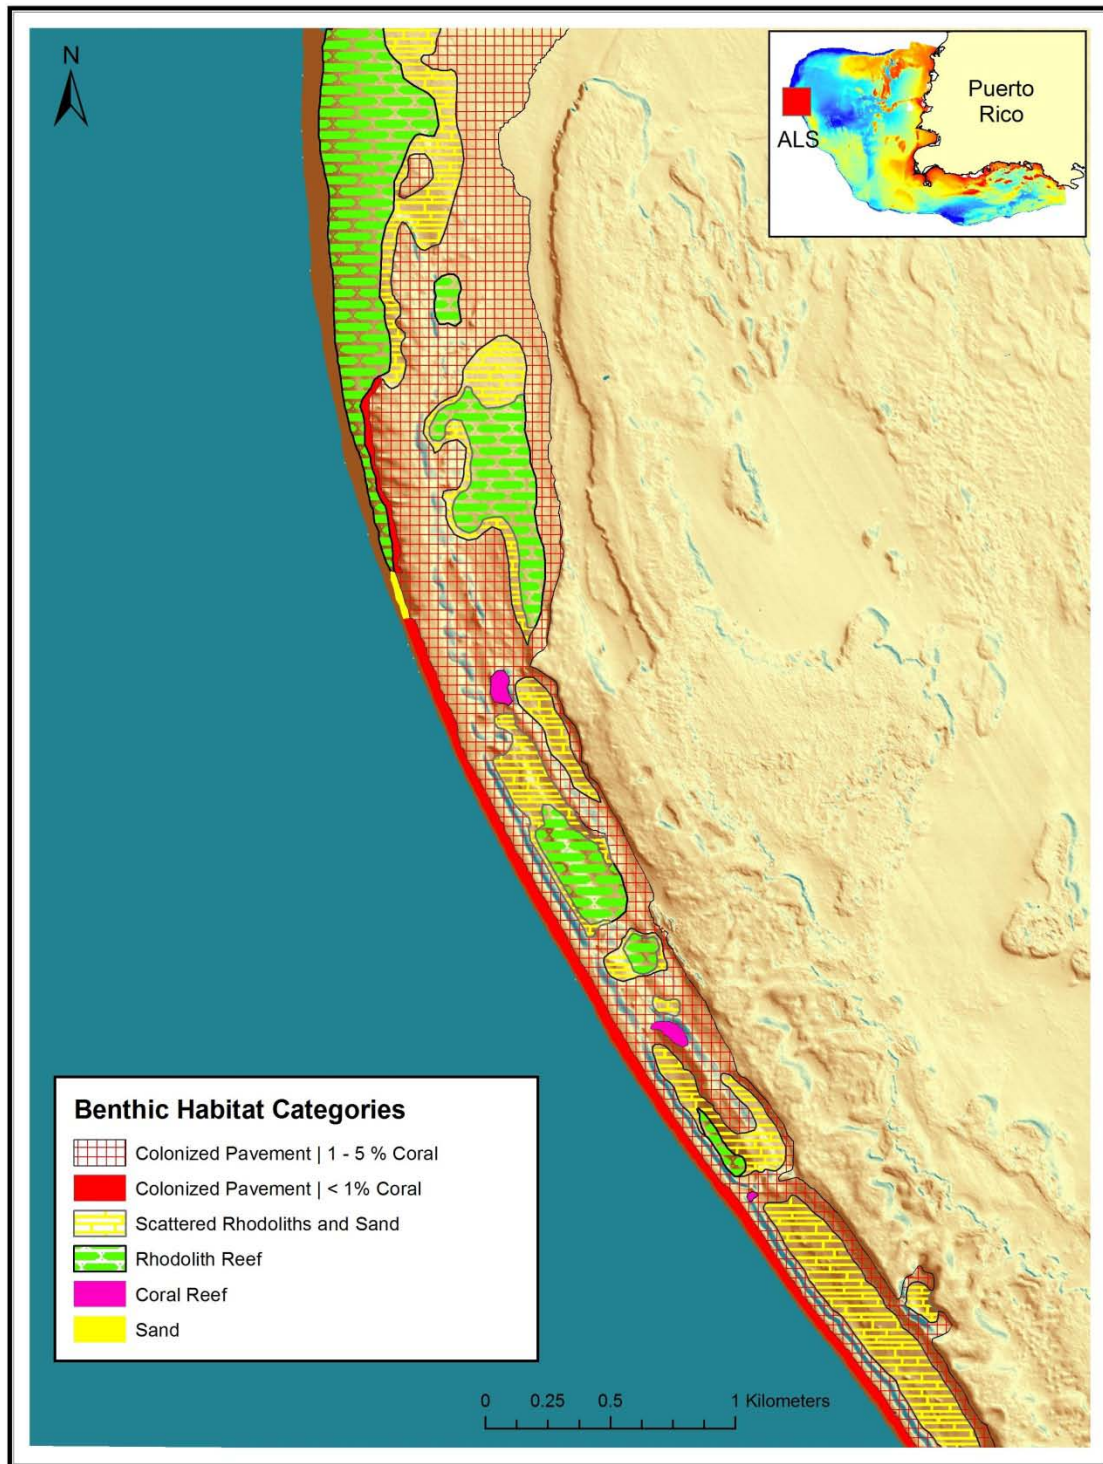 N
Puerto
Rico
ALS
Benthic Habitat Categories
Colonized Pavement | 1 - 5 % Coral
Colonized Pavement | < 1% Coral
Scattered Rhodoliths and Sand
Rhodolith Reef
Coral Reef
Sand
0 0.25 0.5 1 Kilometers